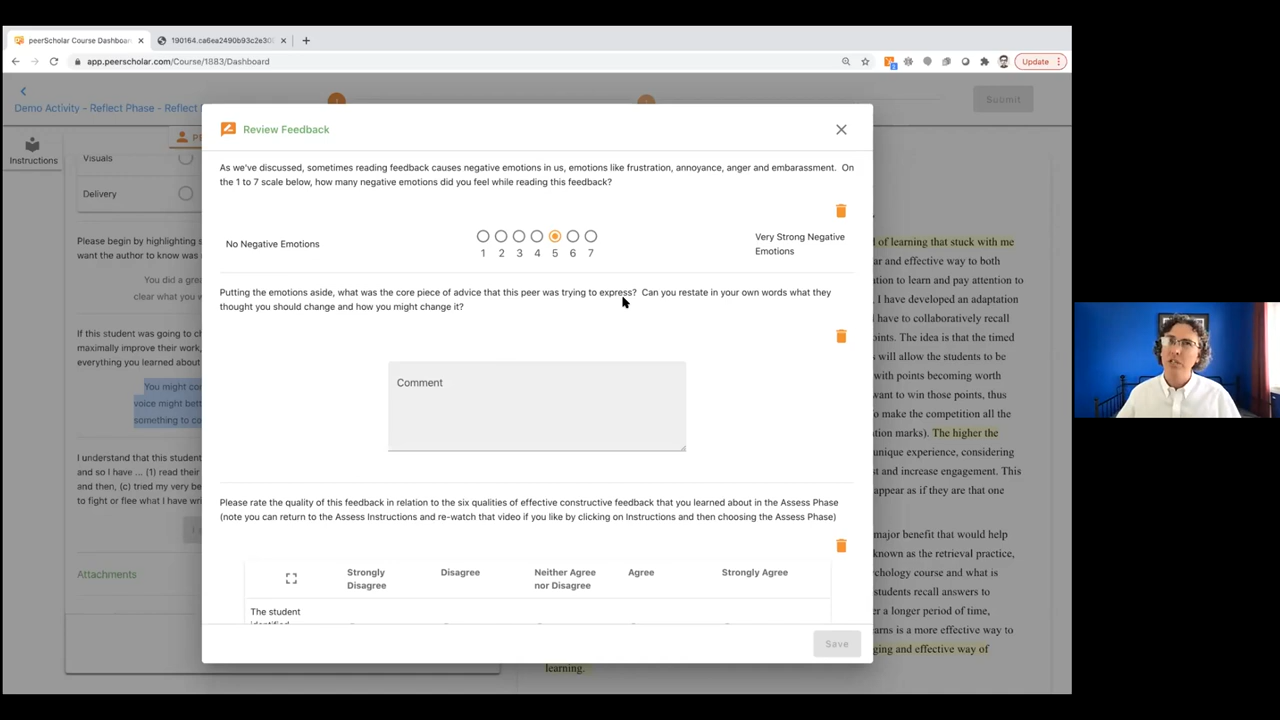 peerScholar Course Dashboar
190164.ca6ea2490b93c2e30
app.peerscholar.com/Course/1883/Dashboard
Update
Demo Activity - Reflect Phase - Reflect
Submit
Instructions
PE
Visuals
Delivery
Please begin by highlighting s
want the author to know was
You did a grea
clear what you w
If this student was going to ch
maximally improve their work,
everything you learned about
You might con
voice might bett
something to co
I understand that this student
and so I have ... (1) read their
and then, (c) tried my very be
to fight or flee what I have wri
Attachments
Review Feedback
As we've discussed, sometimes reading feedback causes negative emotions in us, emotions like frustration, annoyance, anger and embarassment. On
the 1 to 7 scale below, how many negative emotions did you feel while reading this feedback?
No Negative Emotions
1 2 3 4 5 6 7
Very Strong Negative
Emotions
Putting the emotions aside, what was the core piece of advice that this peer was trying to express? Can you restate in your own words what they
thought you should change and how you might change it?
Comment
Please rate the quality of this feedback in relation to the six qualities of effective constructive feedback that you learned about in the Assess Phase
(note you can return to the Assess Instructions and re-watch that video if you like by clicking on Instructions and then choosing the Assess Phase)
Strongly Disagree
Disagree
Neither Agree nor Disagree
Agree
Strongly Agree
The student
identified
Save
d of learning that stuck with me
ar and effective way to both
ation to learn and pay attention to
I have developed an adaptation
have to collaboratively recall
oints. The idea is that the timed
will allow the students to be
with points becoming worth
want to win those points, thus
o make the competition all the
tion marks). The higher the
unique experience, considering
st and increase engagement. This
appear as if they are that one
major benefit that would help
known as the retrieval practice,
chology course and what is
students recall answers to
er a longer period of time,
earns is a more effective way to
ging and effective way of
learning.